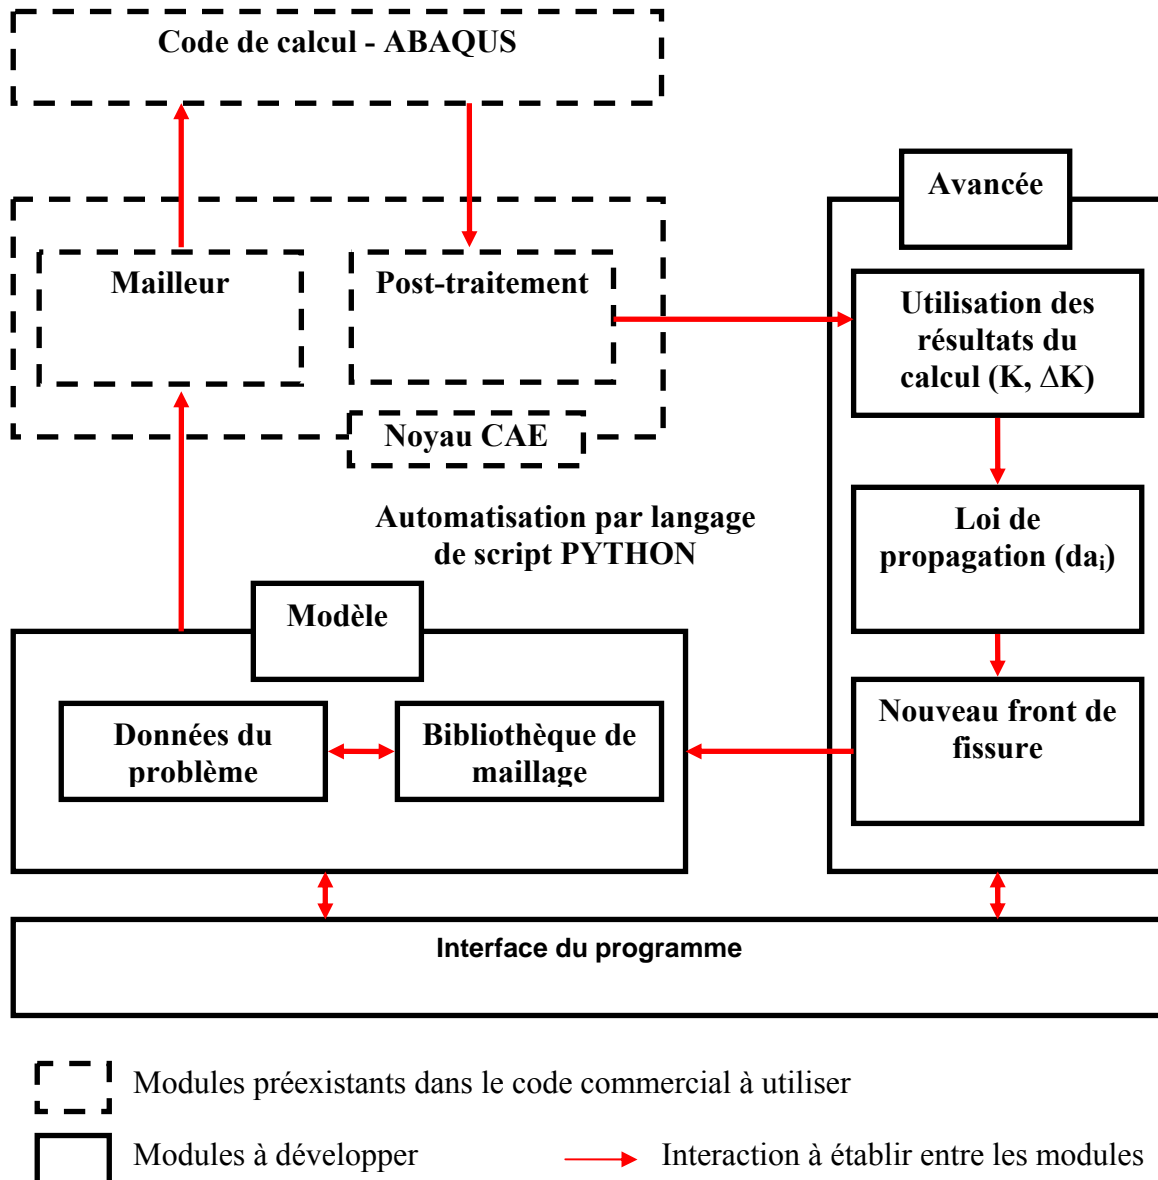 Code de calcul - ABAQUS
Avancée
Mailleur
Post-traitement
Utilisation des
résultats du
calcul (K, ΔK)
Noyau CAE
Automatisation par langage
de script PYTHON
Loi de
propagation (daᵢ)
Modèle
Données du
problème
Bibliothèque de
maillage
Nouveau front de
fissure
Interface du programme
Modules préexistants dans le code commercial à utiliser
Modules à développer
Interaction à établir entre les modules